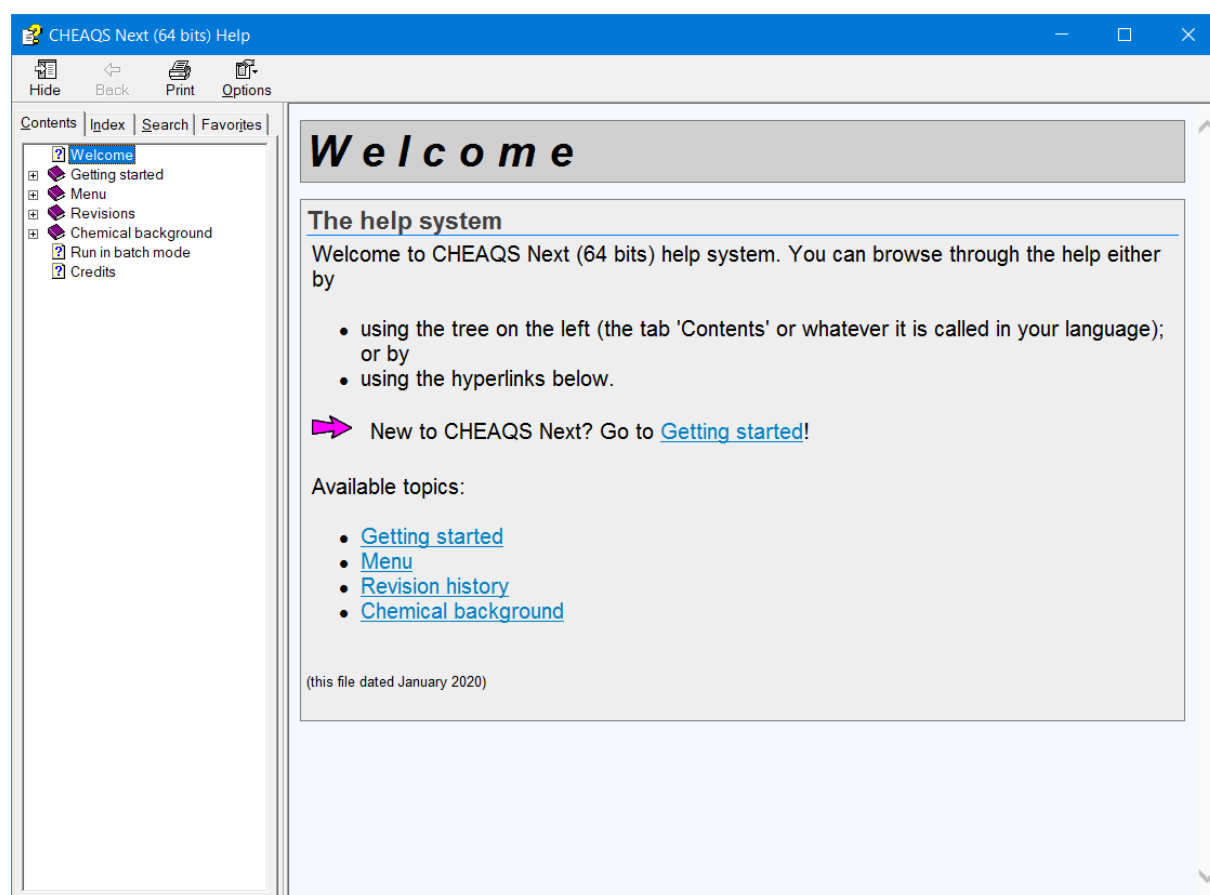 CHEAQS Next (64 bits) Help
Hide Back Print Options
Contents Index Search Favorites
Welcome
Getting started
Menu
Revisions
Chemical background
Run in batch mode
Credits
Welcome
The help system
Welcome to CHEAQS Next (64 bits) help system. You can browse through the help either
by
• using the tree on the left (the tab 'Contents' or whatever it is called in your language);
or by
• using the hyperlinks below.
New to CHEAQS Next? Go to Getting started!
Available topics:
• Getting started
• Menu
• Revision history
• Chemical background
(this file dated January 2020)